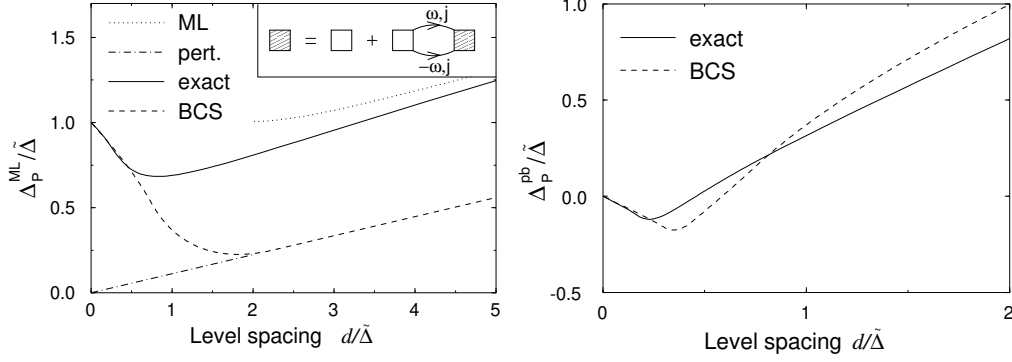 1.5
1.0
0.5
0.0
Δ_P^ML/Δ̃
ML
pert.
exact
BCS
= + ω,j
−ω,j
0 1 2 3 4 5
Level spacing d/Δ̃
1.0
0.5
0.0
-0.5
Δ_P^pb/Δ̃
exact
BCS
0 1 2
Level spacing d/Δ̃